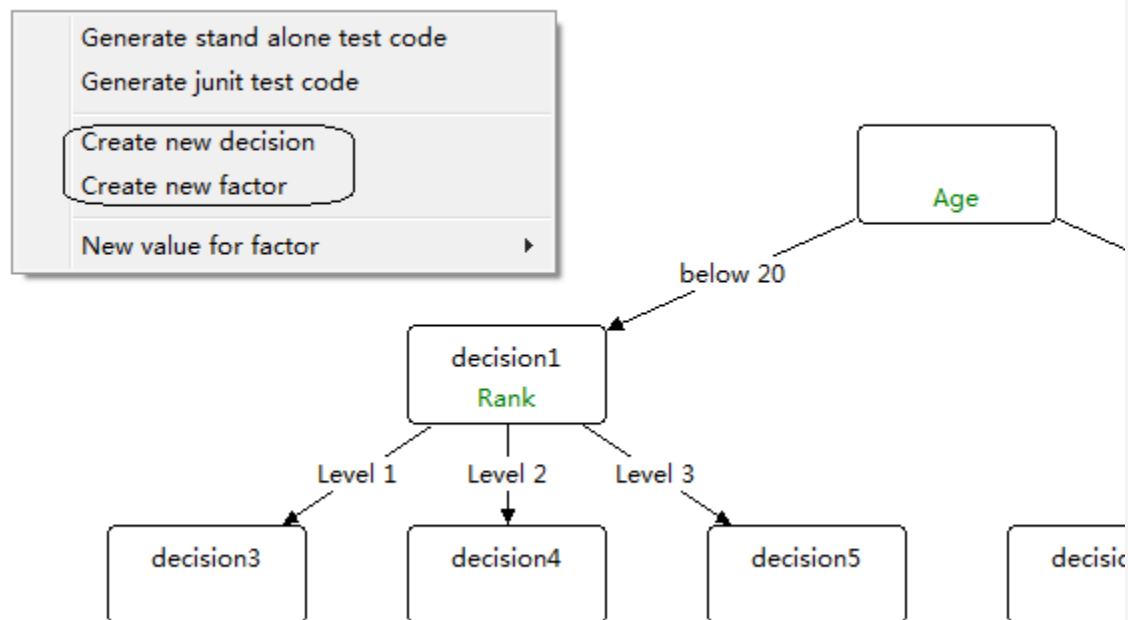 Generate stand alone test code
Generate junit test code
Create new decision
Create new factor
New value for factor
Age
below 20
decision1
Rank
Level 1 Level 2 Level 3
decision3 decision4 decision5 decisic